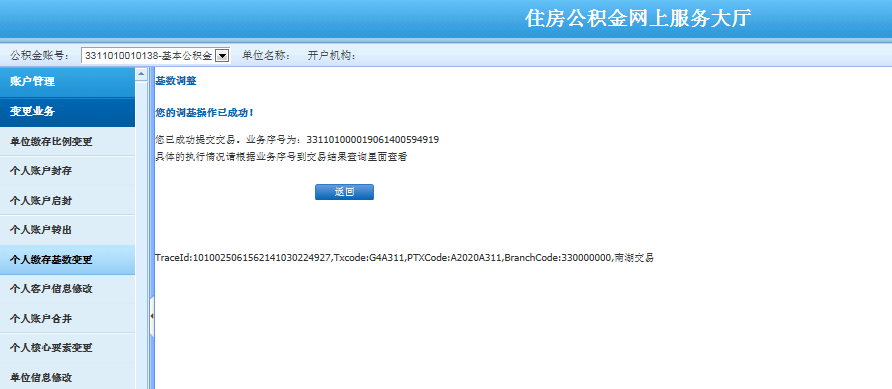 住房公积金网上服务大厅
公积金账号： 3311010010138-基本公积金 单位名称： 开户机构：
账户管理
变更业务
单位缴存比例变更
个人账户封存
个人账户启封
个人账户转出
个人缴存基数变更
个人客户信息修改
个人账户合并
个人核心要素变更
单位信息修改
基数调整
您的调基操作已成功！
您已成功提交交易。业务序号为：331101000019061400594919
具体的执行情况请根据业务序号到交易结果查询里面查看
返回
TraceId:1010025061562141030224927,Txcode:G4A311,PTXCode:A2020A311,BranchCode:330000000,南湖交易